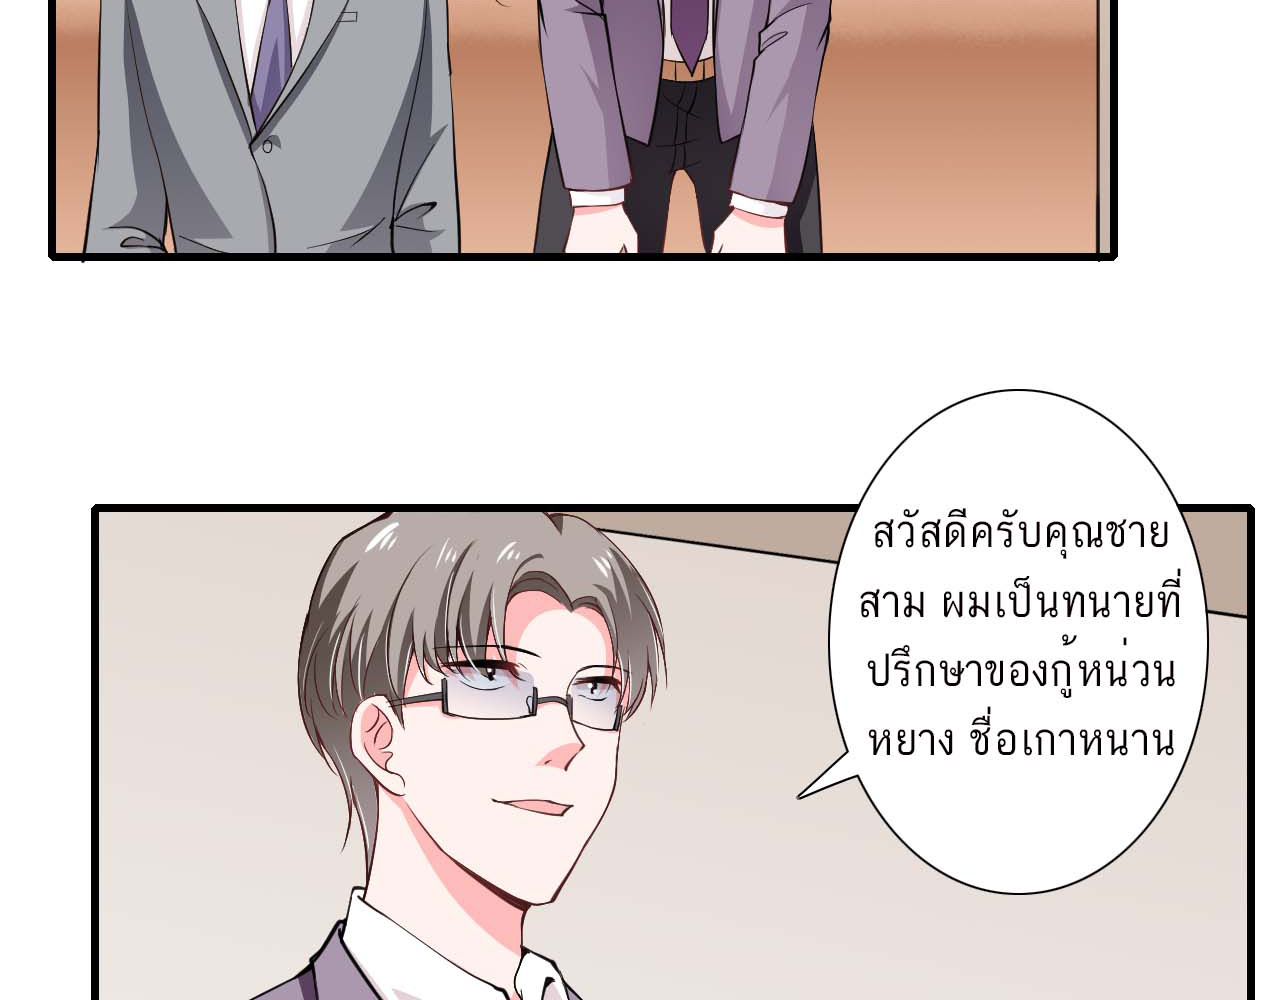 สวัสดีครับคุณชาย
สาม ผมเป็นทนายที่
ปรึกษาของกู้หน่วน
หยาง ชื่อเกาหนาน